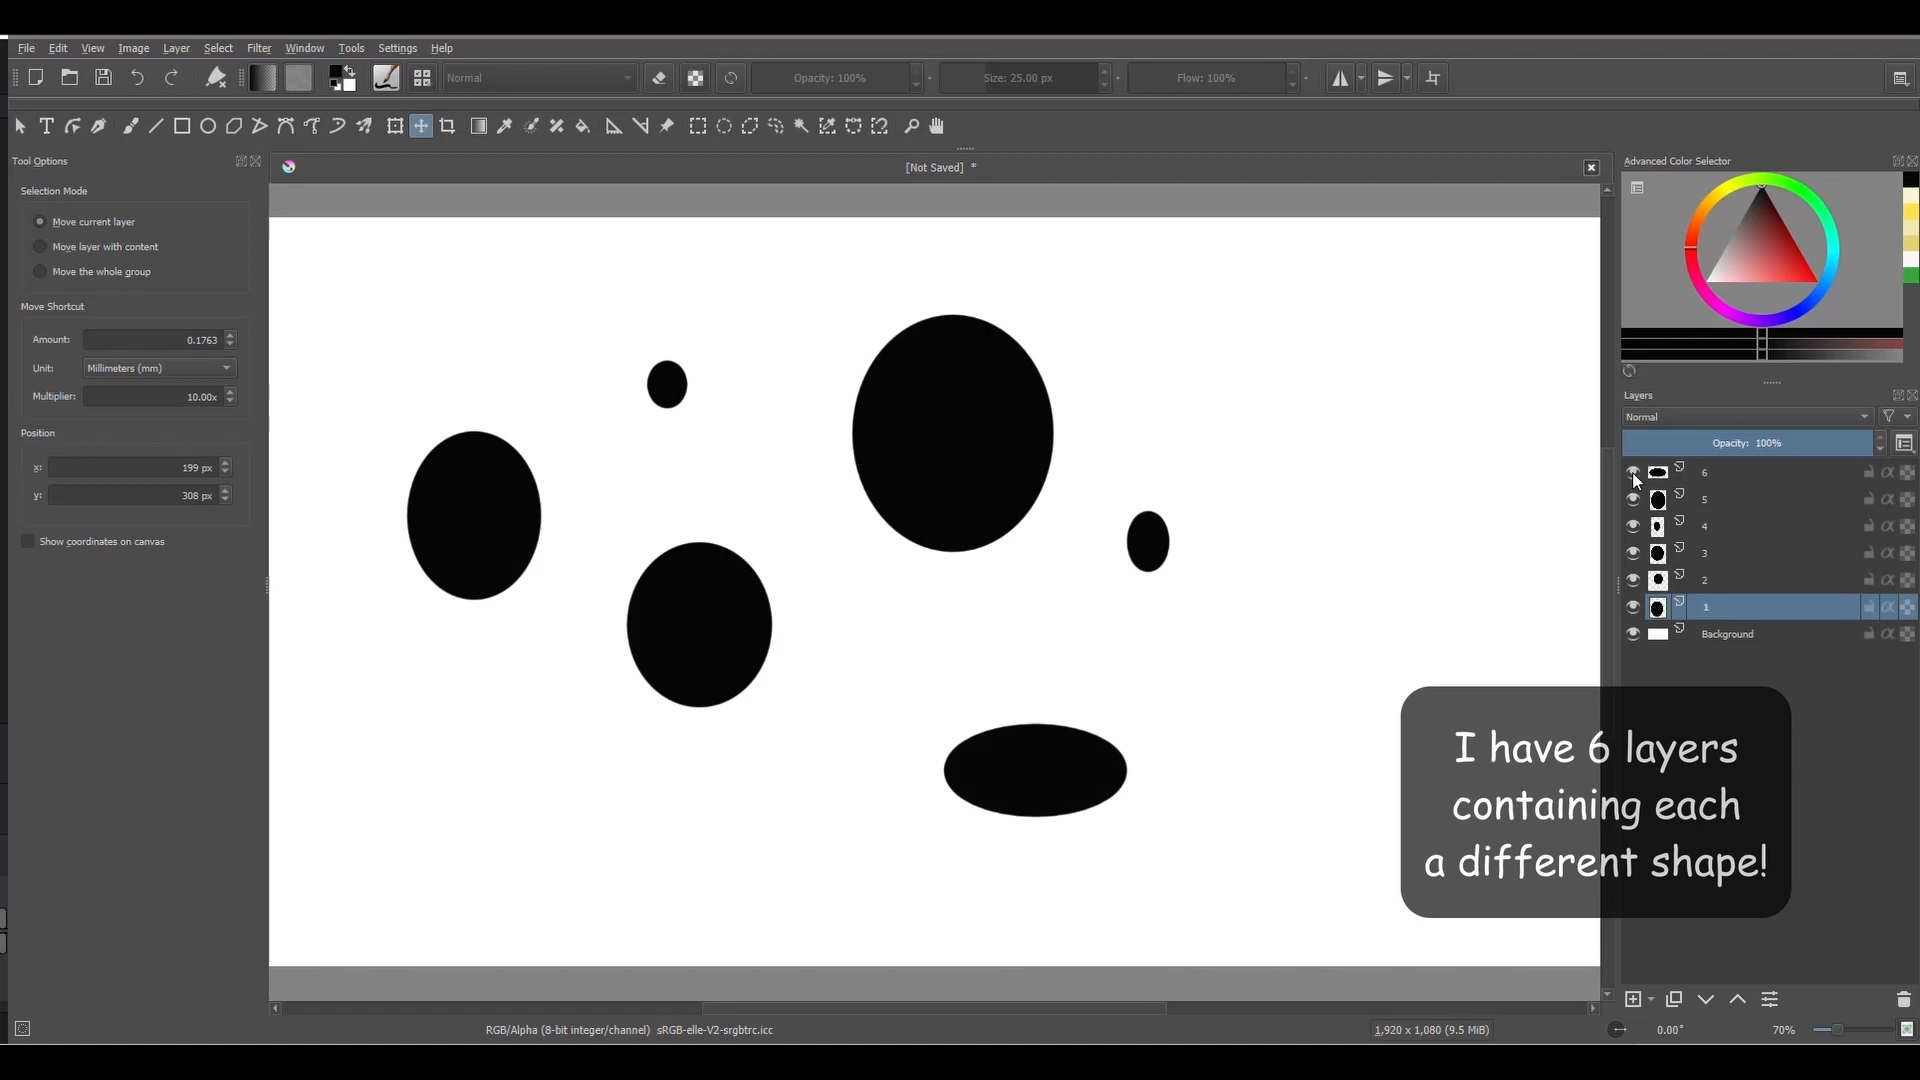 File Edit View Image Layer Select Filter Window Tools Settings Help
Normal Opacity: 100% Size: 25.00 px Flow: 100%
Tool Options
[Not Saved] *
Advanced Color Selector
Selection Mode
Move current layer
Move layer with content
Move the whole group
Move Shortcut
Amount: 0.1763
Unit: Millimeters (mm)
Multiplier: 10.00x
Position
x: 199 px
y: 308 px
Show coordinates on canvas
Layers
Normal
Opacity: 100%
6
5
4
3
2
1
Background
I have 6 layers
containing each
a different shape!
RGB/Alpha (8-bit integer/channel) sRGB-elle-V2-srgbtrc.icc
1,920 x 1,080 (9.5 MiB)
0.00°
70%